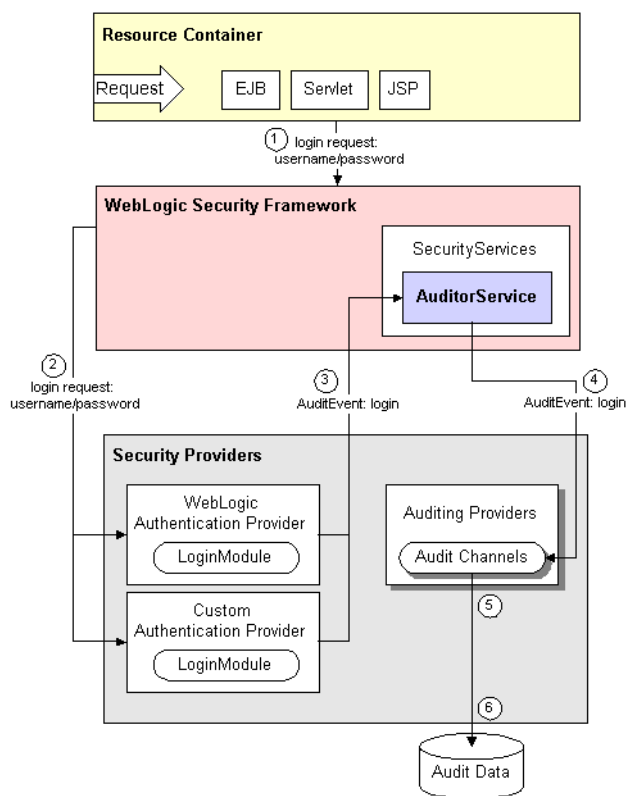 Resource Container
Request
EJB
Servlet
JSP
1
login request:
username/password
WebLogic Security Framework
SecurityServices
AuditorService
2
login request:
username/password
3
AuditEvent: login
4
AuditEvent: login
Security Providers
WebLogic
Authentication Provider
LoginModule
Auditing Providers
Audit Channels
Custom
Authentication Provider
LoginModule
5
6
Audit Data